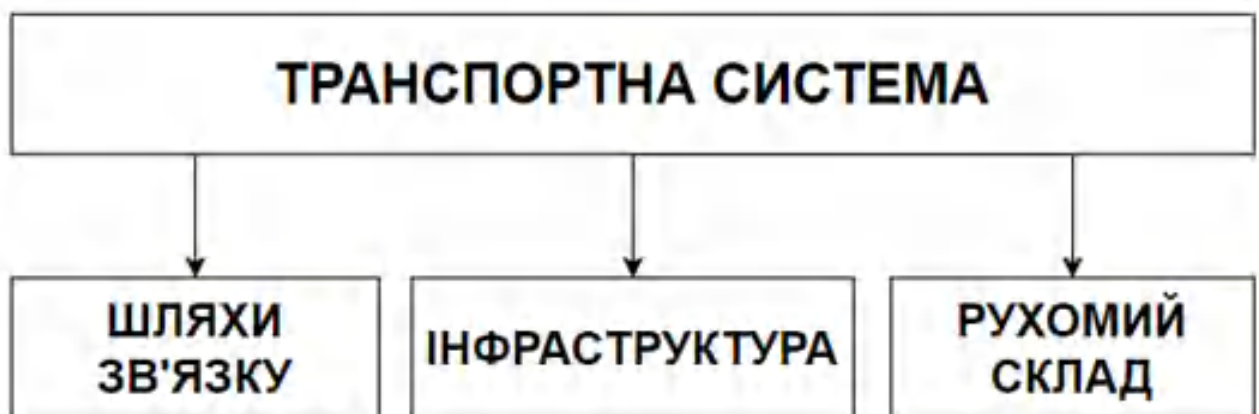 ТРАНСПОРТНА СИСТЕМА
ШЛЯХИ
ЗВ'ЯЗКУ
ІНФРАСТРУКТУРА
РУХОМИЙ
СКЛАД